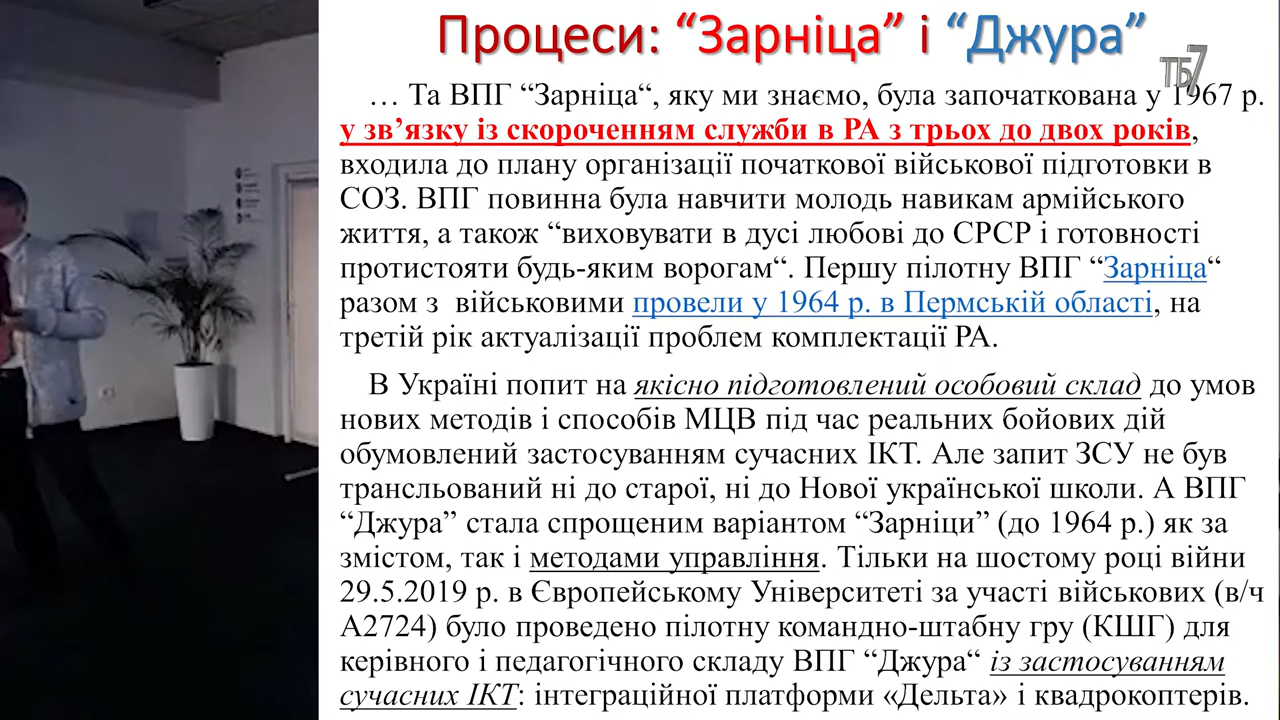 Процеси: “Зарніца” і “Джура”
ТБ7
… Та ВПГ “Зарніца“, яку ми знаємо, була започаткована у 1967 р.
у зв’язку із скороченням служби в РА з трьох до двох років,
входила до плану організації початкової військової підготовки в
СОЗ. ВПГ повинна була навчити молодь навикам армійського
життя, а також “виховувати в дусі любові до СРСР і готовності
протистояти будь-яким ворогам“. Першу пілотну ВПГ “Зарніца“
разом з військовими провели у 1964 р. в Пермській області, на
третій рік актуалізації проблем комплектації РА.
В Україні попит на якісно підготовлений особовий склад до умов
нових методів і способів МЦВ під час реальних бойових дій
обумовлений застосуванням сучасних ІКТ. Але запит ЗСУ не був
трансльований ні до старої, ні до Нової української школи. А ВПГ
“Джура” стала спрощеним варіантом “Зарніци” (до 1964 р.) як за
змістом, так і методами управління. Тільки на шостому році війни
29.5.2019 р. в Європейському Університеті за участі військових (в/ч
А2724) було проведено пілотну командно-штабну гру (КШГ) для
керівного і педагогічного складу ВПГ “Джура“ із застосуванням
сучасних ІКТ: інтеграційної платформи «Дельта» і квадрокоптерів.